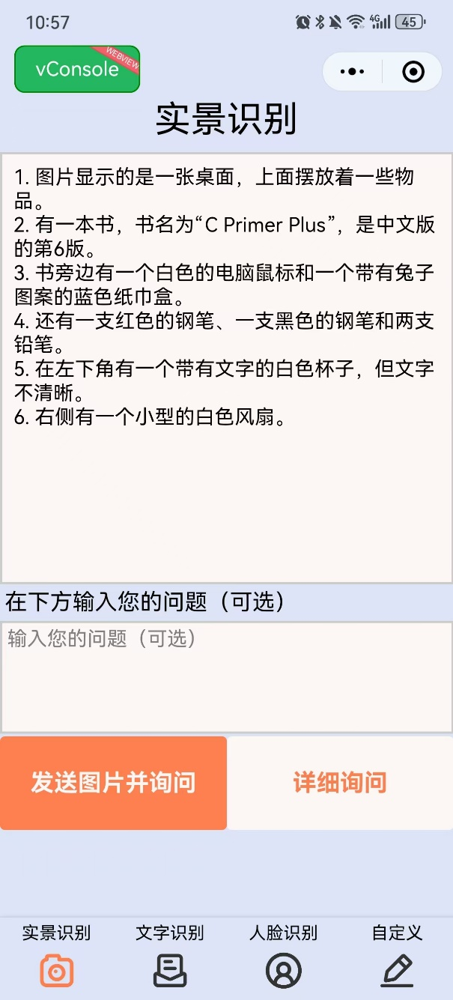 10:57
4G
45
vConsole
WEBVIEW
实景识别
1. 图片显示的是一张桌面，上面摆放着一些物
品。
2. 有一本书，书名为“C Primer Plus”，是中文版
的第6版。
3. 书旁边有一个白色的电脑鼠标和一个带有兔子
图案的蓝色纸巾盒。
4. 还有一支红色的钢笔、一支黑色的钢笔和两支
铅笔。
5. 在左下角有一个带有文字的白色杯子，但文字
不清晰。
6. 右侧有一个小型的白色风扇。
在下方输入您的问题（可选）
输入您的问题（可选）
发送图片并询问
详细询问
实景识别
文字识别
人脸识别
自定义